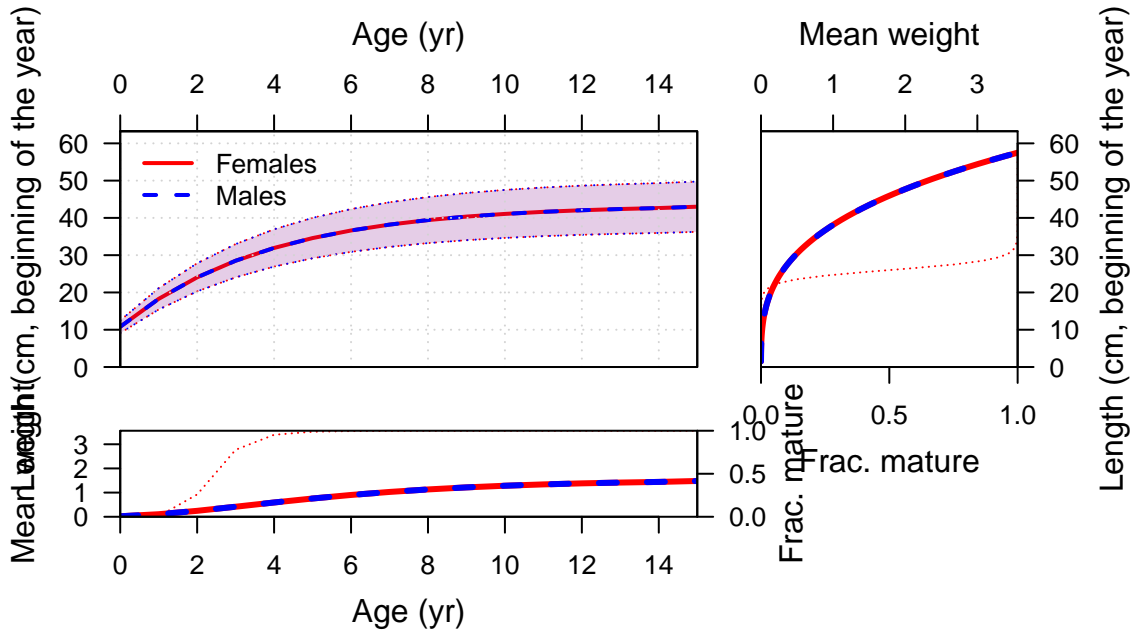 Age (yr)
0 2 4 6 8 10 12 14
Length (cm, beginning of the year)
60
50
40
30
20
10
0
Females
Males
Mean weight
0 1 2 3
Length (cm, beginning of the year)
60
50
40
30
20
10
0
0.0 0.5 1.0
Frac. mature
Mean weight
3
2
1
0
Frac. mature
1.0
0.5
0.0
0 2 4 6 8 10 12 14
Age (yr)